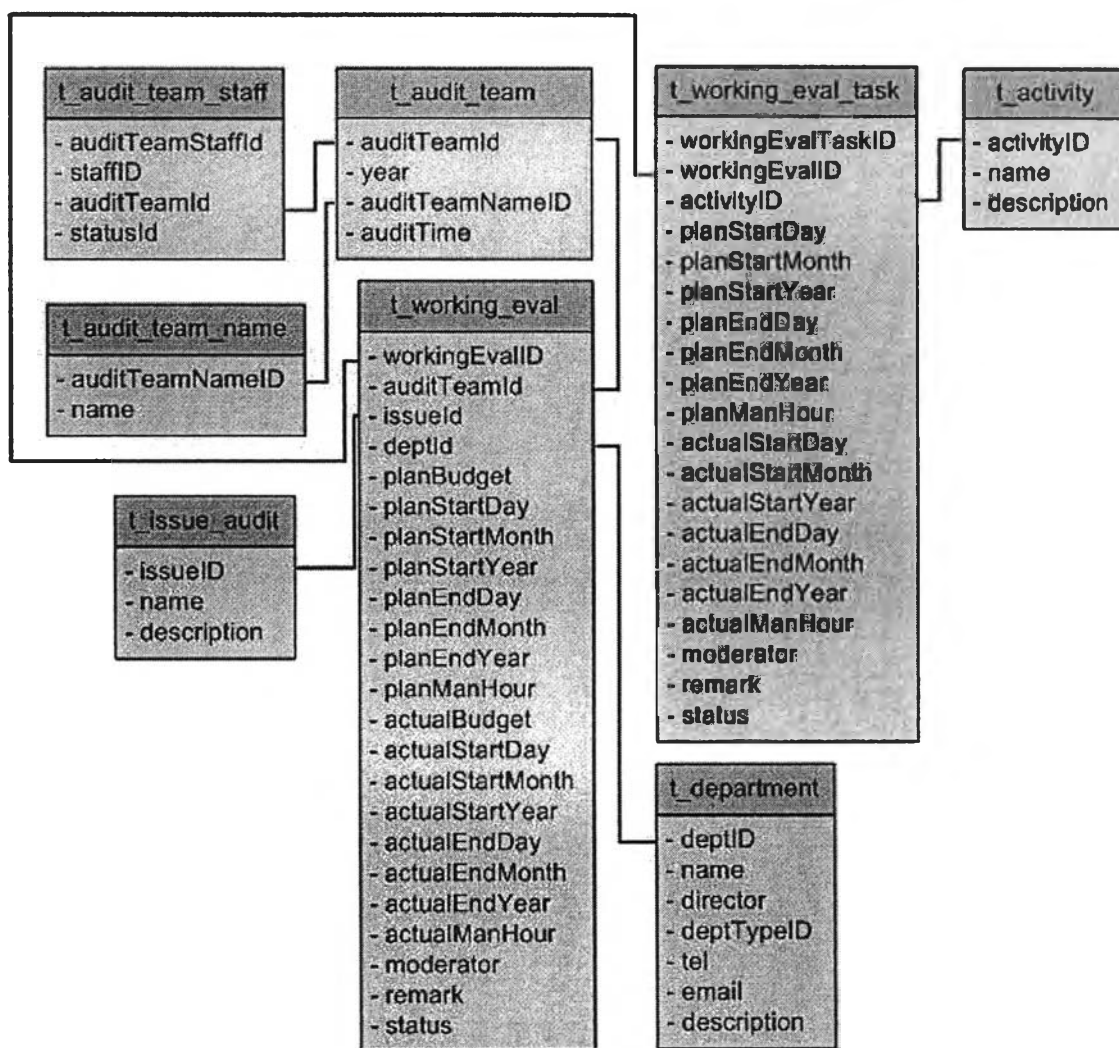 t_audit_team_staff
- auditTeamStaffId
- staffID
- auditTeamId
- statusId
t_audit_team
- auditTeamId
- year
- auditTeamNameID
- auditTime
t_working_eval_task
- workingEvalTaskID
- workingEvalID
- activityID
- planStartDay
- planStartMonth
- planStartYear
- planEndDay
- planEndMonth
- planEndYear
- planManHour
- actualStartDay
- actualStartMonth
- actualStartYear
- actualEndDay
- actualEndMonth
- actualEndYear
- actualManHour
- moderator
- remark
- status
t_activity
- activityID
- name
- description
t_audit_team_name
- auditTeamNameID
- name
t_working_eval
- workingEvalID
- auditTeamId
- issueId
- deptId
- planBudget
- planStartDay
- planStartMonth
- planStartYear
- planEndDay
- planEndMonth
- planEndYear
- planManHour
- actualBudget
- actualStartDay
- actualStartMonth
- actualStartYear
- actualEndDay
- actualEndMonth
- actualEndYear
- actualManHour
- moderator
- remark
- status
t_issue_audit
- issueID
- name
- description
t_department
- deptID
- name
- director
- deptTypeID
- tel
- email
- description